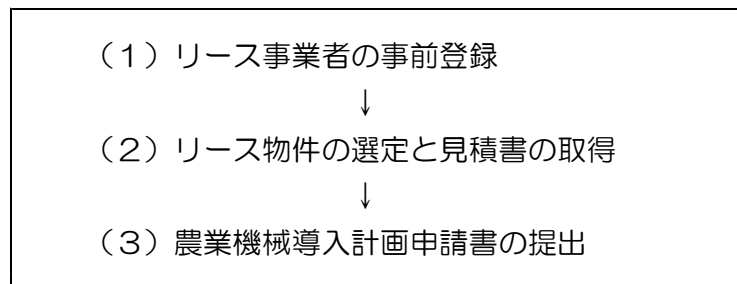 （１）リース事業者の事前登録
↓
（２）リース物件の選定と見積書の取得
↓
（３）農業機械導入計画申請書の提出